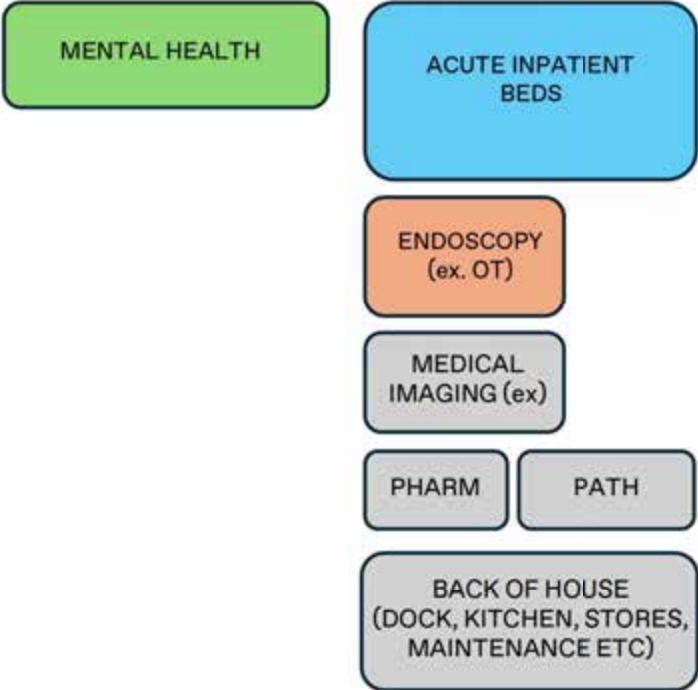 MENTAL HEALTH
ACUTE INPATIENT
BEDS
ENDOSCOPY
(ex. OT)
MEDICAL
IMAGING (ex)
PHARM
PATH
BACK OF HOUSE
(DOCK, KITCHEN, STORES,
MAINTENANCE ETC)